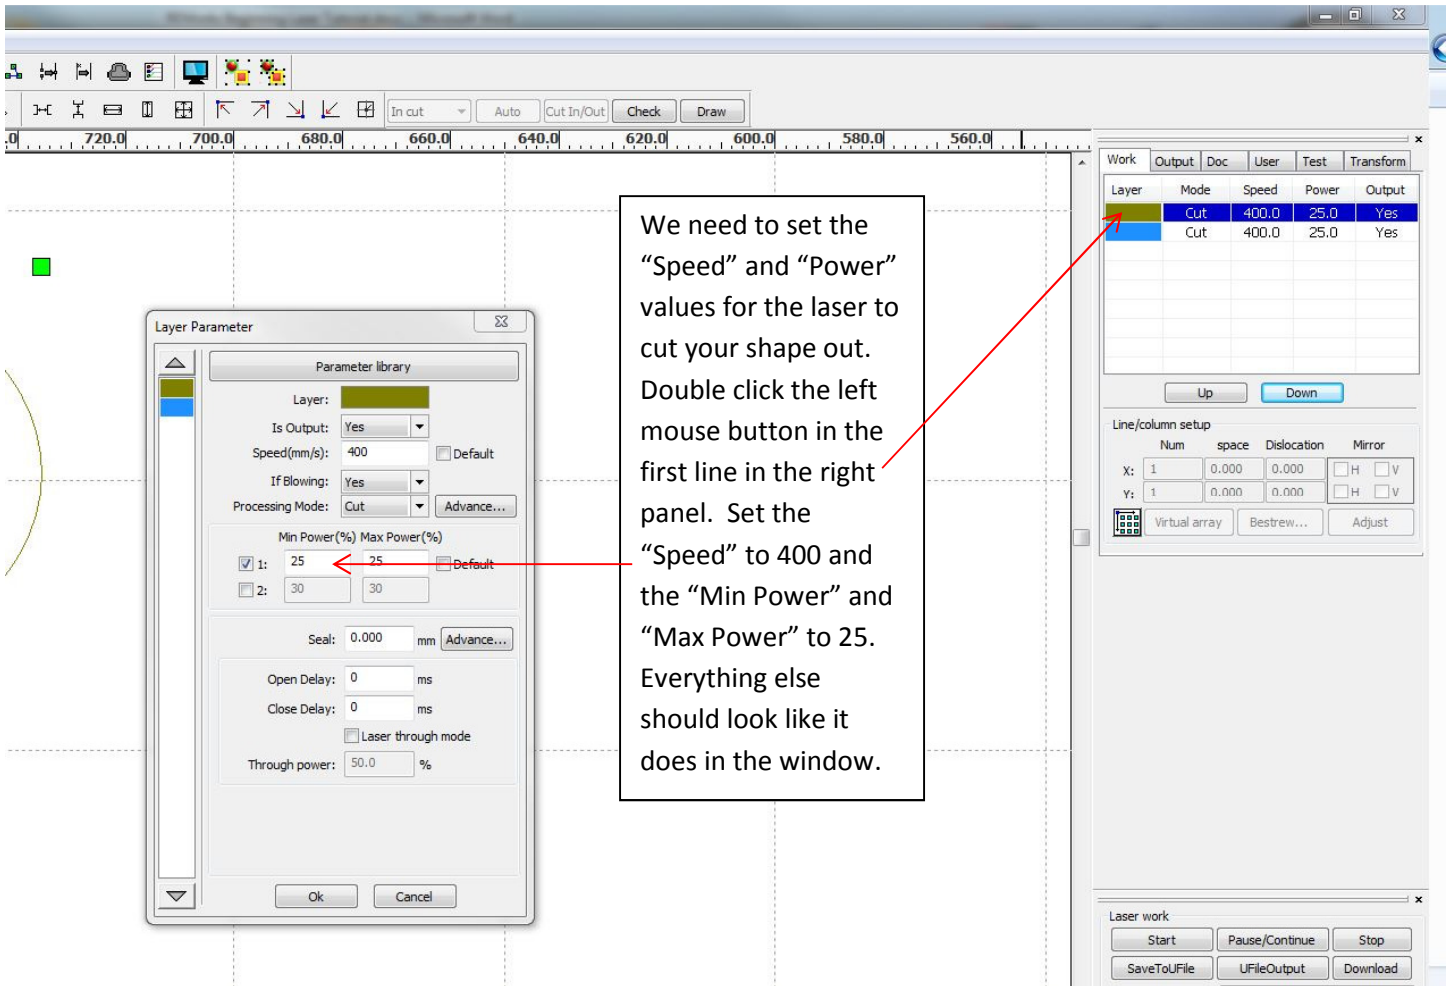 In cut Auto Cut In/Out Check Draw
720.0 700.0 680.0 660.0 640.0 620.0 600.0 580.0 560.0
Work Output Doc User Test Transform
Layer Mode Speed Power Output
Cut 400.0 25.0 Yes
Cut 400.0 25.0 Yes
Up Down
Line/column setup
Num space Dislocation Mirror
X: 1 0.000 0.000 H V
Y: 1 0.000 0.000 H V
Virtual array Bestrew... Adjust
We need to set the
“Speed” and “Power”
values for the laser to
cut your shape out.
Double click the left
mouse button in the
first line in the right
panel. Set the
“Speed” to 400 and
the “Min Power” and
“Max Power” to 25.
Everything else
should look like it
does in the window.
Layer Parameter
Parameter library
Layer:
Is Output: Yes
Speed(mm/s): 400 Default
If Blowing: Yes
Processing Mode: Cut Advance...
Min Power(%) Max Power(%)
1: 25 25 Default
2: 30 30
Seal: 0.000 mm Advance...
Open Delay: 0 ms
Close Delay: 0 ms
Laser through mode
Through power: 50.0 %
Ok Cancel
Laser work
Start Pause/Continue Stop
SaveToUFile UFileOutput Download